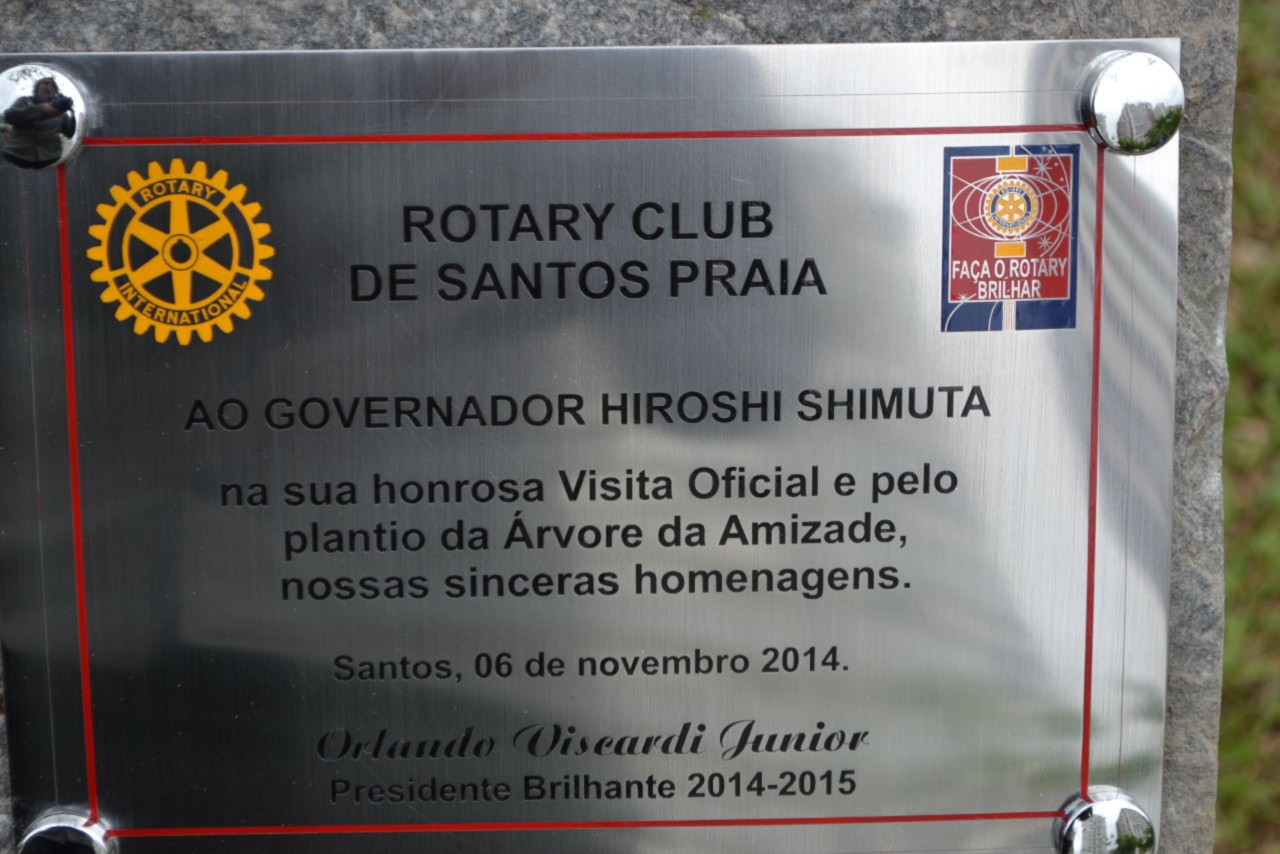 ROTARY
INTERNATIONAL
ROTARY CLUB
DE SANTOS PRAIA
FAÇA O ROTARY
BRILHAR
AO GOVERNADOR HIROSHI SHIMUTA
na sua honrosa Visita Oficial e pelo
plantio da Árvore da Amizade,
nossas sinceras homenagens.
Santos, 06 de novembro 2014.
Orlando Viscardi Junior
Presidente Brilhante 2014-2015